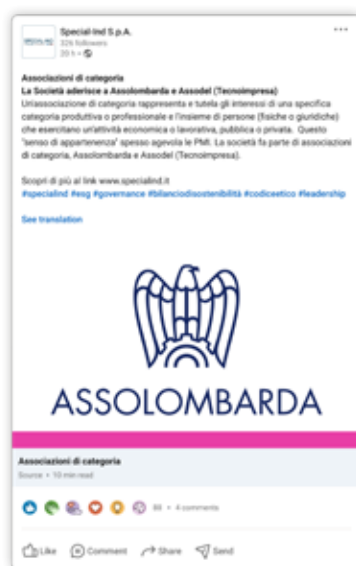 Special-Ind S.p.A.
326 followers
20 h •
Associazioni di categoria
La Società aderisce a Assolombarda e Assodel (Tecnoimpresa)
Un'associazione di categoria rappresenta e tutela gli interessi di una specifica
categoria produttiva o professionale e l'insieme di persone (fisiche o giuridiche)
che esercitano un'attività economica o lavorativa, pubblica o privata. Questo
'senso di appartenenza' spesso agevola le PMI. La società fa parte di associazioni
di categoria, Assolombarda e Assodel (Tecnoimpresa).
Scopri di più al link www.specialind.it
#specialind #esg #governance #bilanciodisostenibilità #codiceetico #leadership
See translation
ASSOLOMBARDA
Associazioni di categoria
Source • 10 min read
88 • 4 comments
Like Comment Share Send